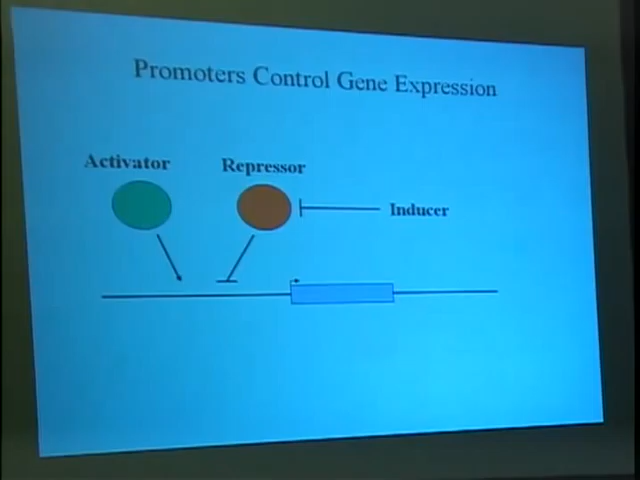 Promoters Control Gene Expression
Activator
Repressor
Inducer